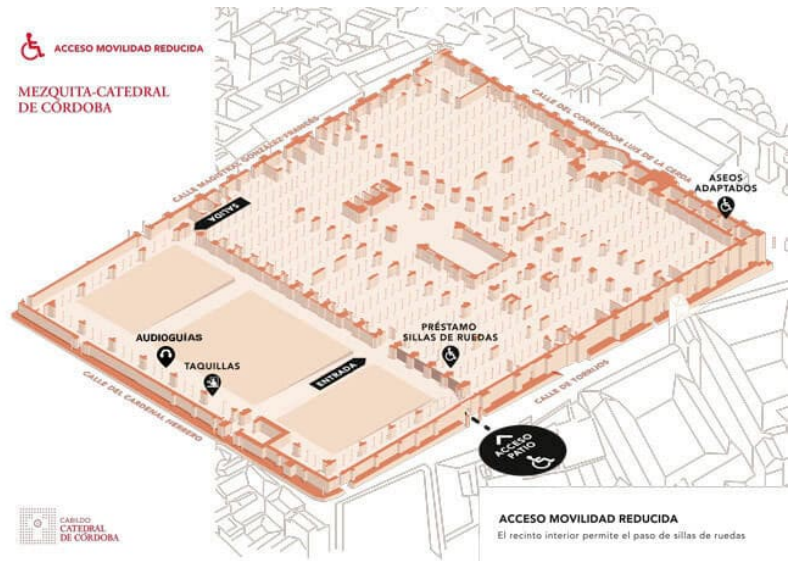 ACCESO MOVILIDAD REDUCIDA
MEZQUITA-CATEDRAL
DE CÓRDOBA
CALLE MAGISTRAL GONZÁLEZ FRANCÉS
CALLE DEL CORREGIDOR LUIS DE LA CERDA
ASEOS
ADAPTADOS
SALIDA
PRÉSTAMO
SILLAS DE RUEDAS
AUDIOGUÍAS
TAQUILLAS
ENTRADA
CALLE DE TORRIJOS
CALLE DEL CARDENAL HERRERO
ACCESO
PATIO
CABILDO
CATEDRAL
DE CÓRDOBA
ACCESO MOVILIDAD REDUCIDA
El recinto interior permite el paso de sillas de ruedas